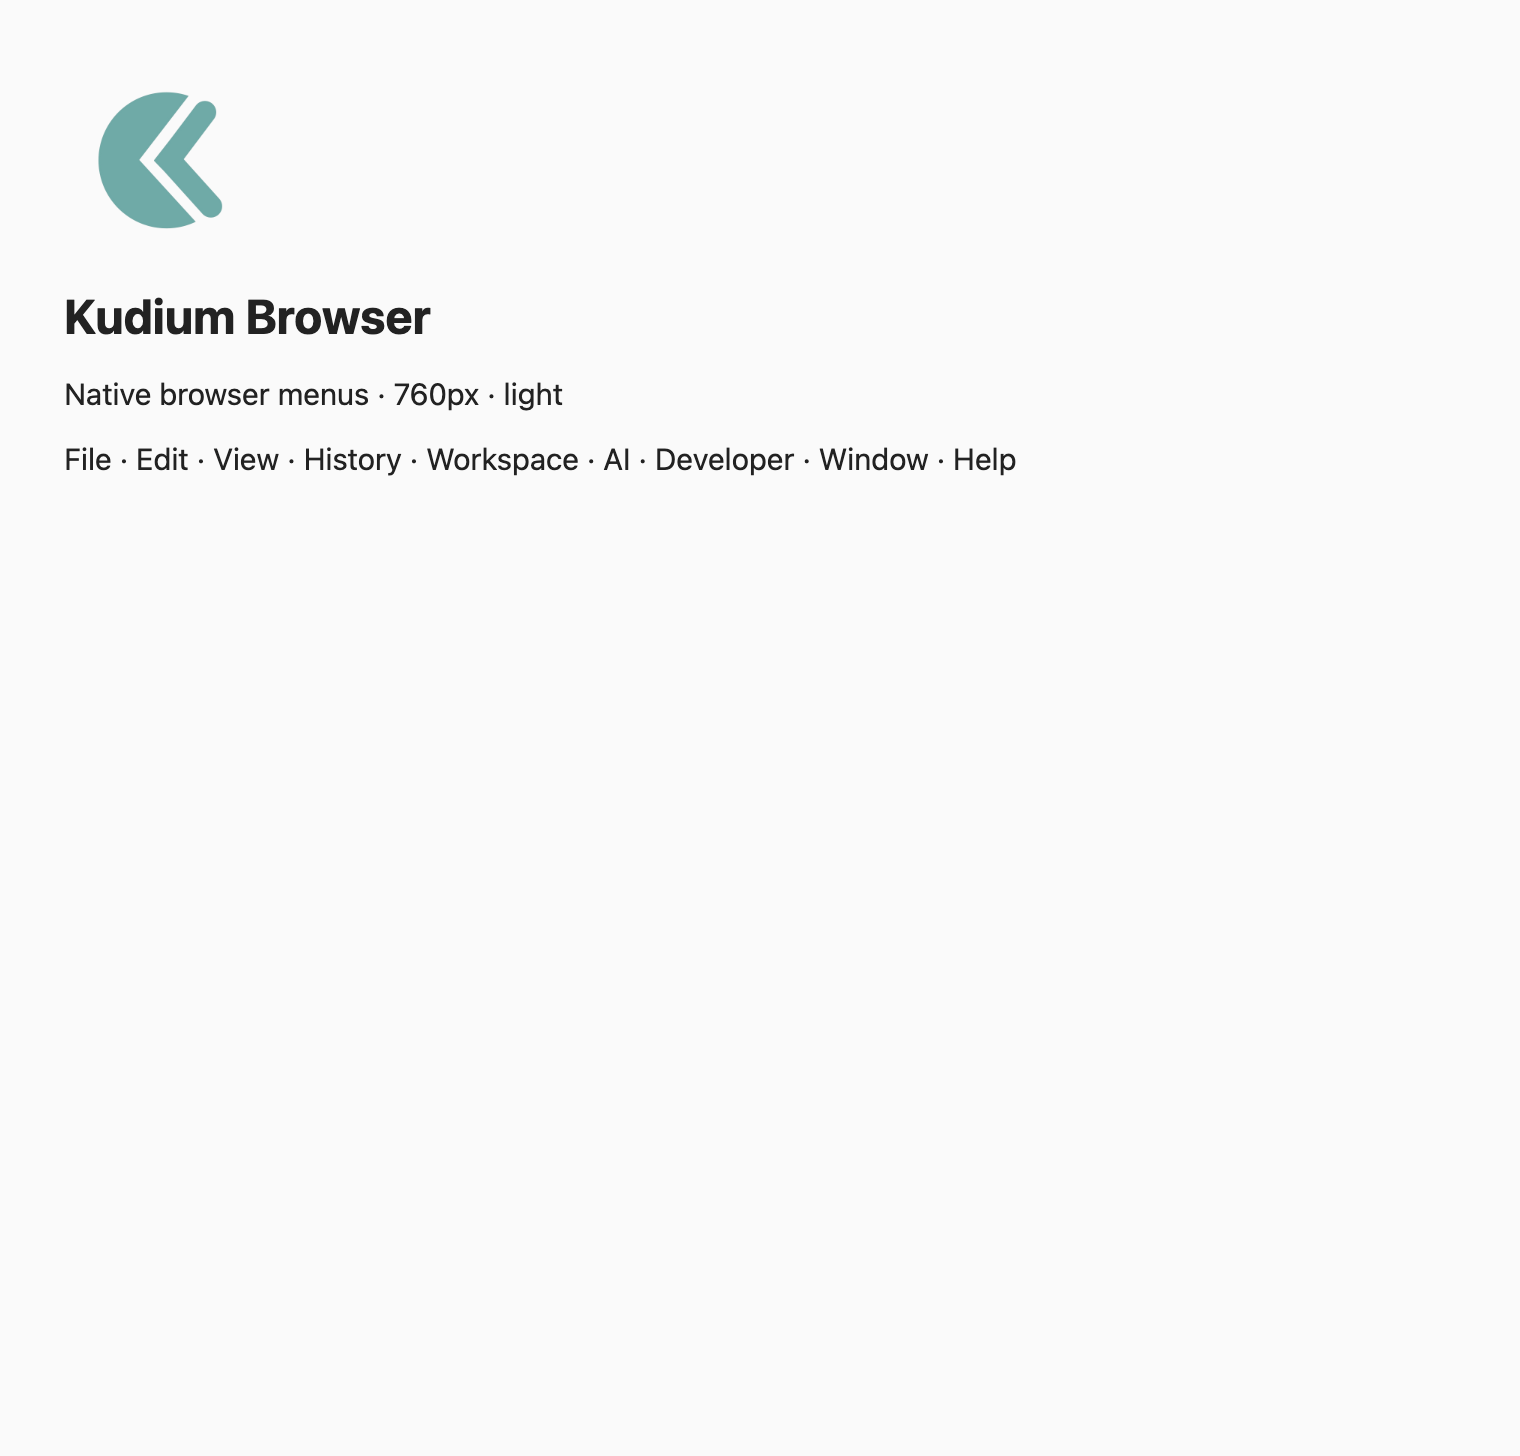 Kudium Browser
Native browser menus · 760px · light
File · Edit · View · History · Workspace · AI · Developer · Window · Help